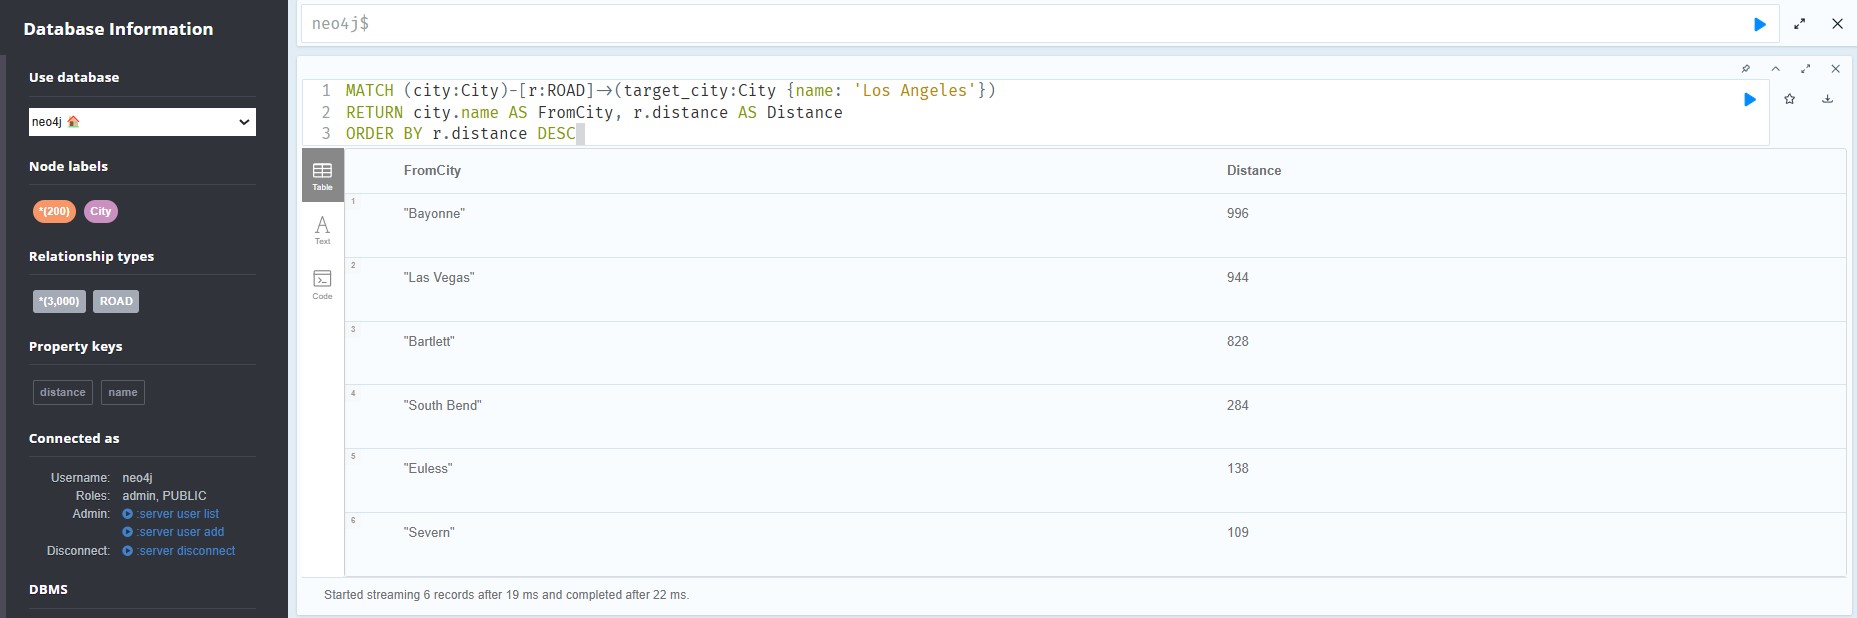 Database Information
Use database
neo4j
Node labels
*(200) City
Relationship types
*(3,000) ROAD
Property keys
distance name
Connected as
Username: neo4j
Roles: admin, PUBLIC
Admin: :server user list
:server user add
Disconnect: :server disconnect
DBMS
neo4j$
1 MATCH (city:City)-[r:ROAD]→(target_city:City {name: 'Los Angeles'})
2 RETURN city.name AS FromCity, r.distance AS Distance
3 ORDER BY r.distance DESC
Table
Text
Code
FromCity Distance
1 "Bayonne" 996
2 "Las Vegas" 944
3 "Bartlett" 828
4 "South Bend" 284
5 "Euless" 138
6 "Severn" 109
Started streaming 6 records after 19 ms and completed after 22 ms.